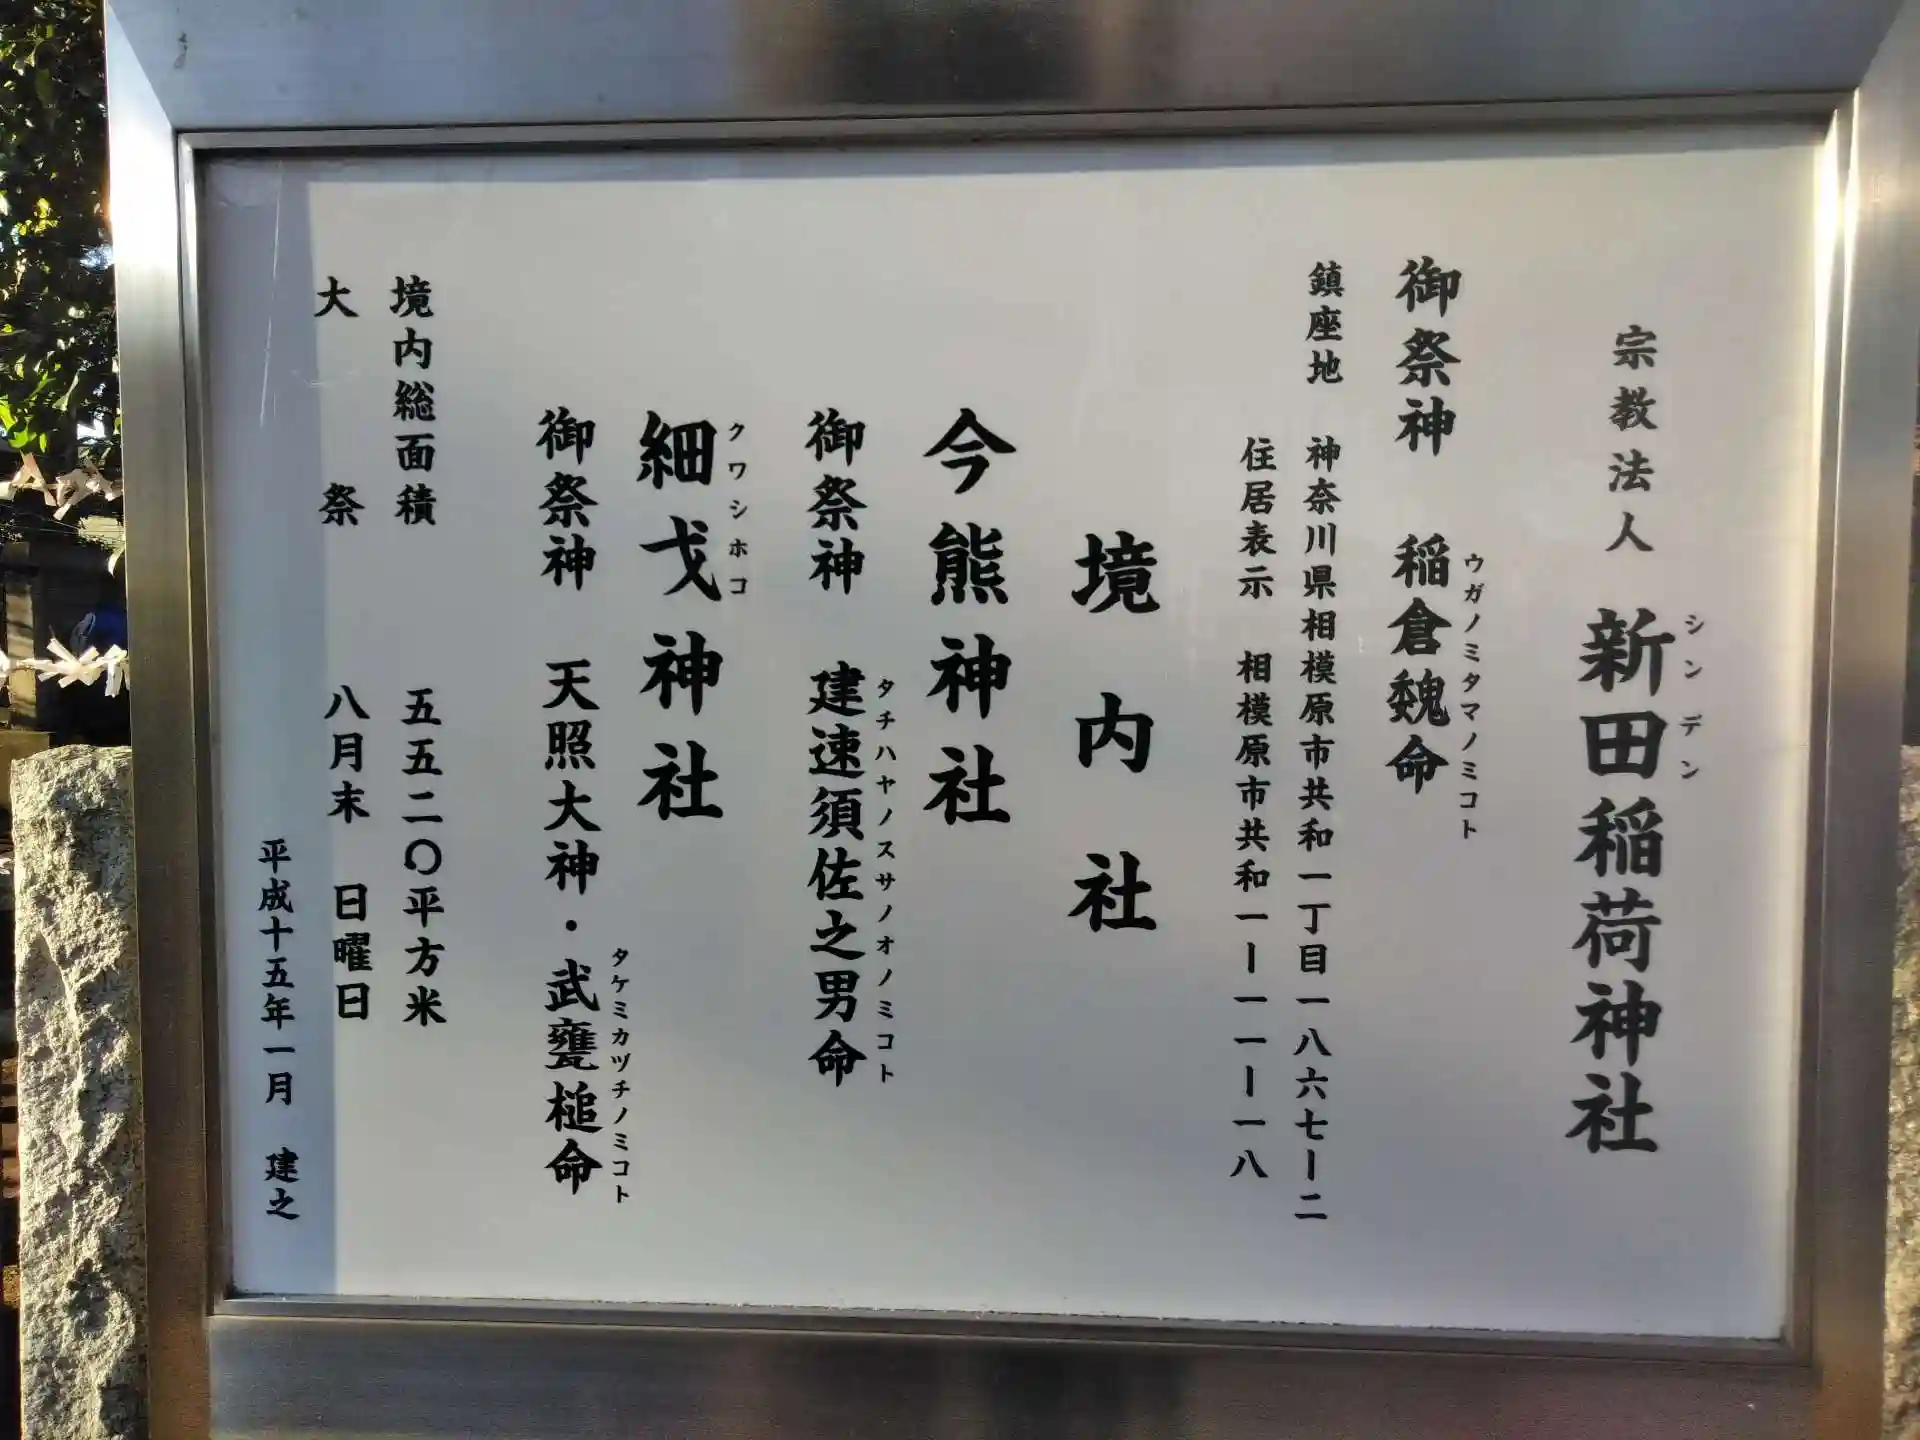 宗教法人 新田稲荷神社
シンデン
御祭神 稲倉魏命
ウガノミタマノミコト
鎮座地 神奈川県相模原市共和一丁目一八六七ー二
住居表示 相模原市共和一ー一一ー一八
境内社
今熊神社
御祭神 建速須佐之男命
タチハヤノスサノオノミコト
細戈神社
クワシホコ
御祭神 天照大神・武甕槌命
タケミカヅチノミコト
境内総面積 五五二〇平方米
大祭 八月末 日曜日
平成十五年一月 建之